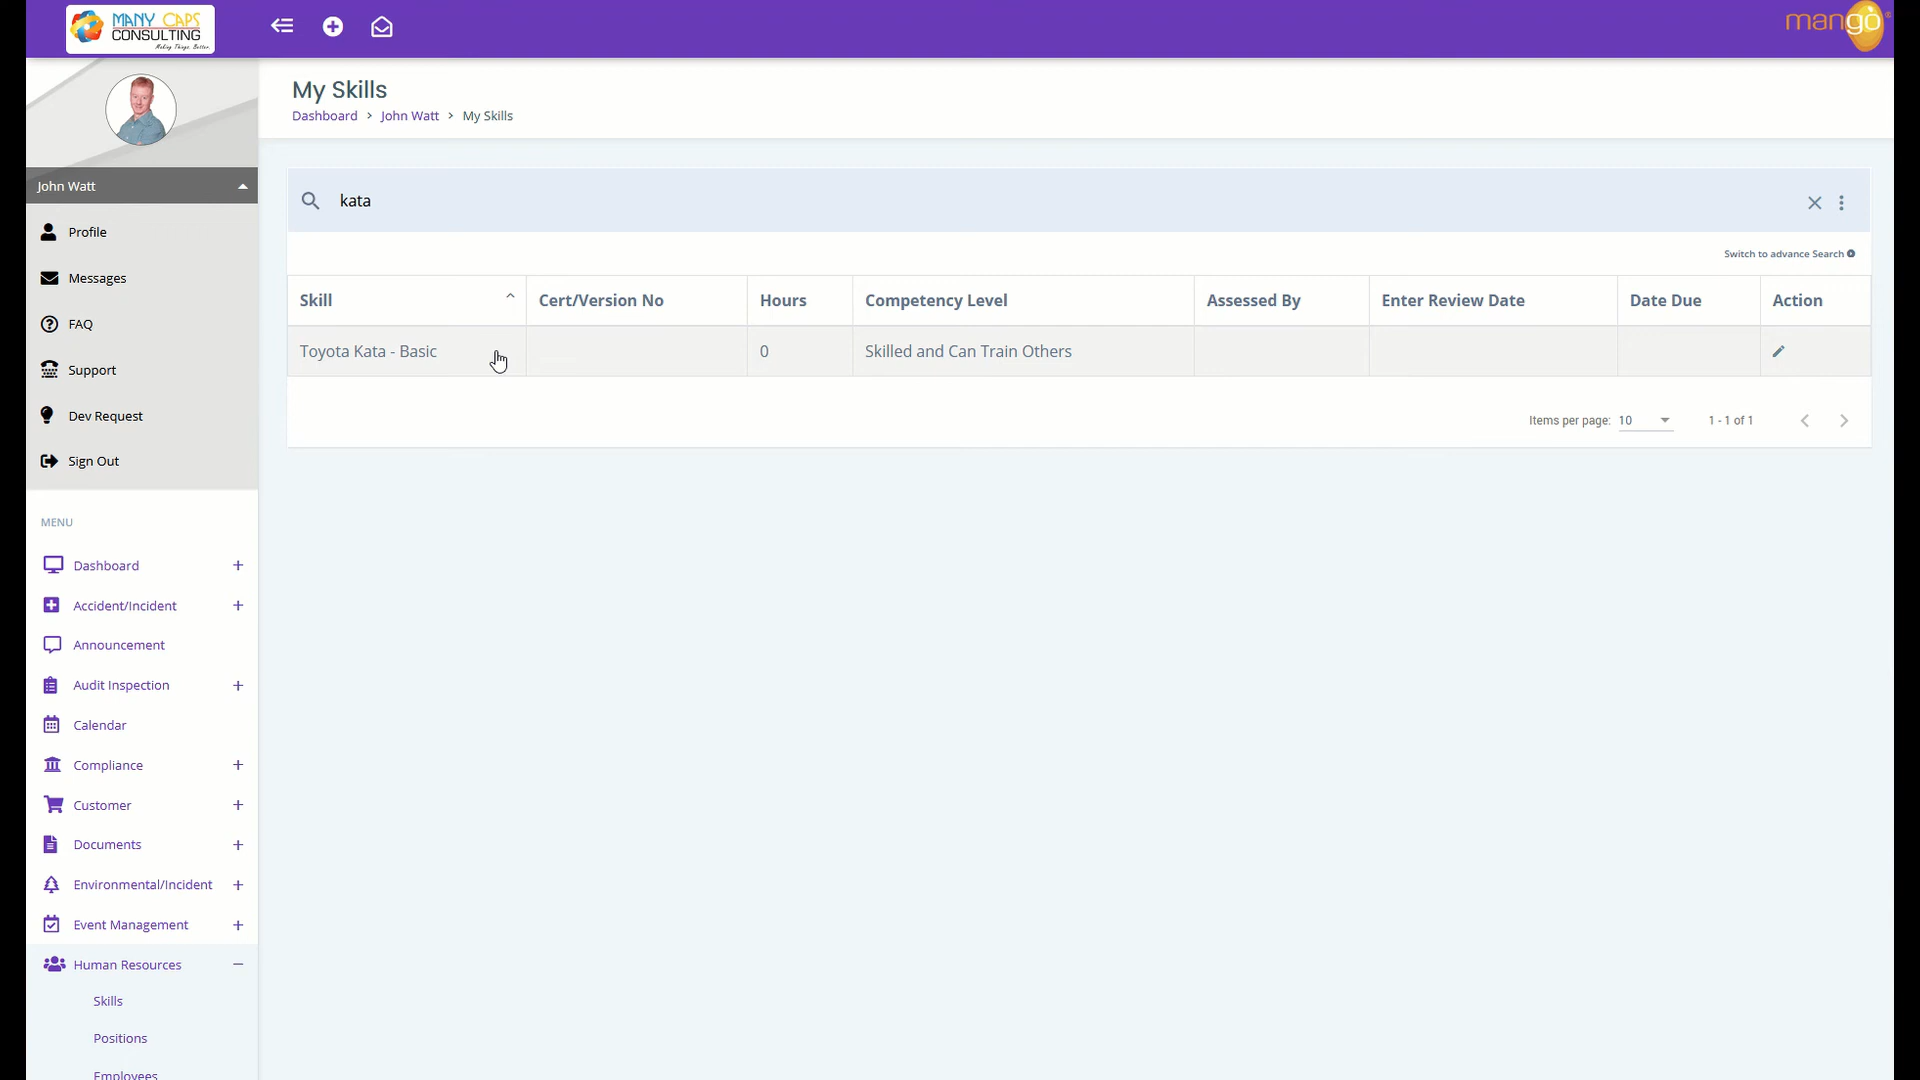 MANY CAPS
CONSULTING
Making Things Better.
mango
John Watt
Profile
Messages
FAQ
Support
Dev Request
Sign Out
MENU
Dashboard
Accident/Incident
Announcement
Audit Inspection
Calendar
Compliance
Customer
Documents
Environmental/Incident
Event Management
Human Resources
Skills
Positions
Employees
My Skills
Dashboard > John Watt > My Skills
kata
Switch to advance Search
Skill Cert/Version No Hours Competency Level Assessed By Enter Review Date Date Due Action
Toyota Kata - Basic 0 Skilled and Can Train Others
Items per page: 10 1 - 1 of 1